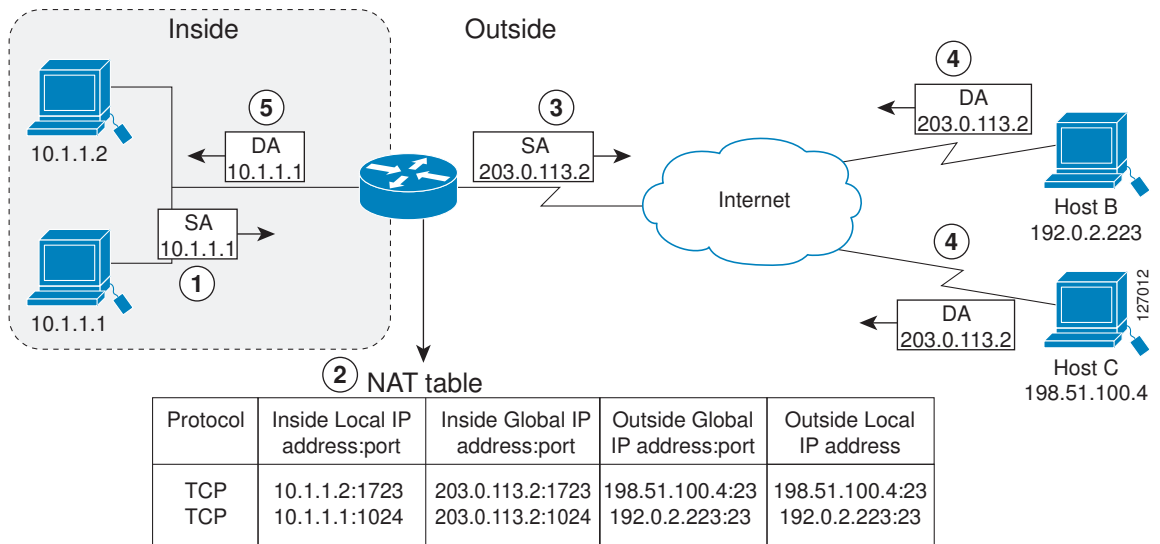 Inside
Outside
10.1.1.2
5
DA
10.1.1.1
3
SA
203.0.113.2
4
DA
203.0.113.2
Internet
Host B
192.0.2.223
SA
10.1.1.1
1
10.1.1.1
4
DA
203.0.113.2
127012
Host C
198.51.100.4
2 NAT table
Protocol
Inside Local IP
address:port
Inside Global IP
address:port
Outside Global
IP address:port
Outside Local
IP address
TCP 10.1.1.2:1723 203.0.113.2:1723 198.51.100.4:23 198.51.100.4:23
TCP 10.1.1.1:1024 203.0.113.2:1024 192.0.2.223:23 192.0.2.223:23